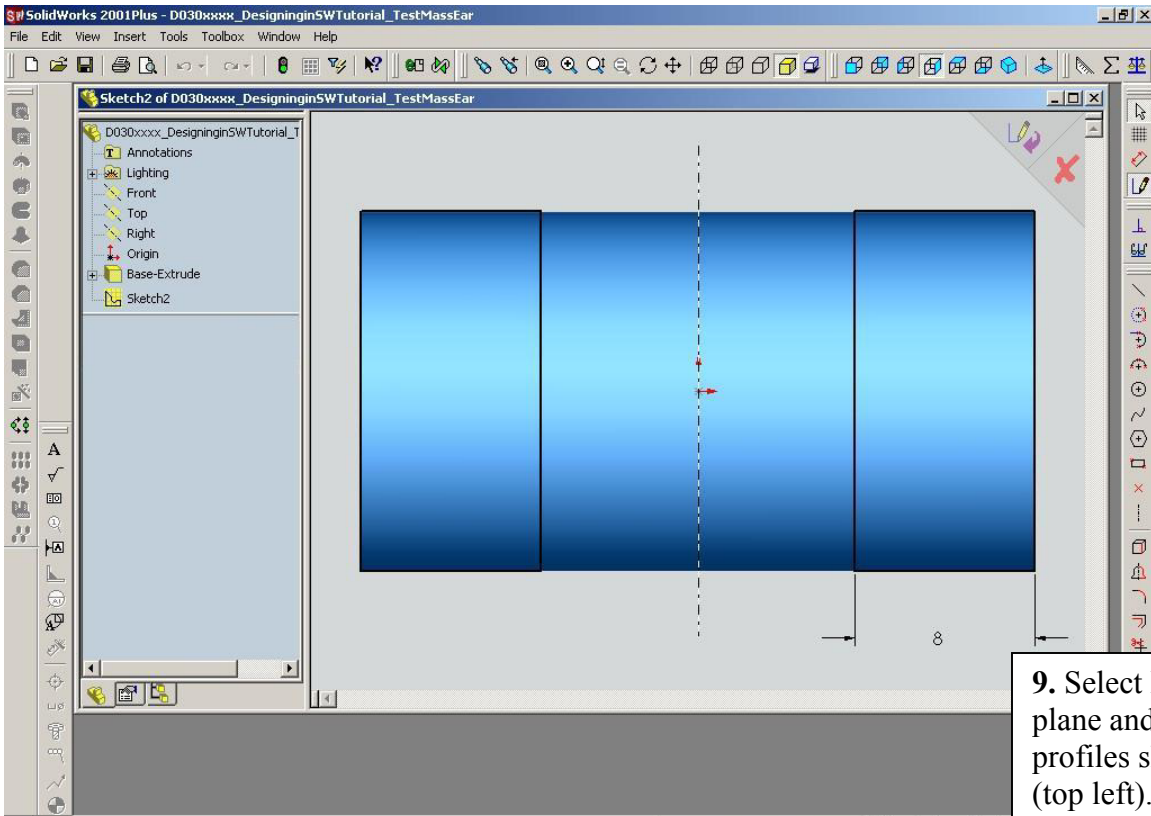 SolidWorks 2001Plus - D030xxxx_DesigninginSWTutorial_TestMassEar
File Edit View Insert Tools Toolbox Window Help
Sketch2 of D030xxxx_DesigninginSWTutorial_TestMassEar
D030xxxx_DesigninginSWTutorial_T
Annotations
Lighting
Front
Top
Right
Origin
Base-Extrude
Sketch2
8
9. Select
plane and
profiles s
(top left).